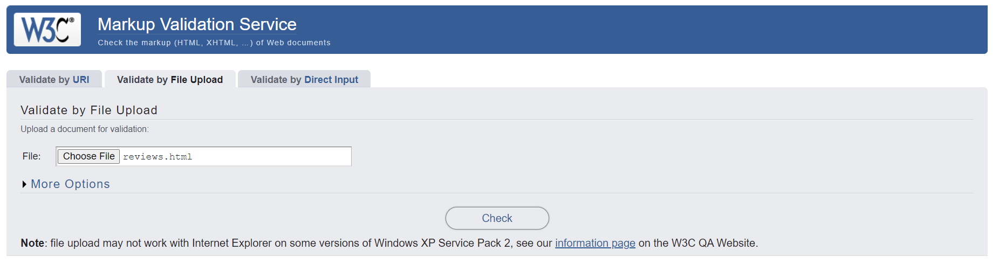 W3C®
Markup Validation Service
Check the markup (HTML, XHTML, …) of Web documents
Validate by URI
Validate by File Upload
Validate by Direct Input
Validate by File Upload
Upload a document for validation:
File: Choose File reviews.html
More Options
Check
Note: file upload may not work with Internet Explorer on some versions of Windows XP Service Pack 2, see our information page on the W3C QA Website.